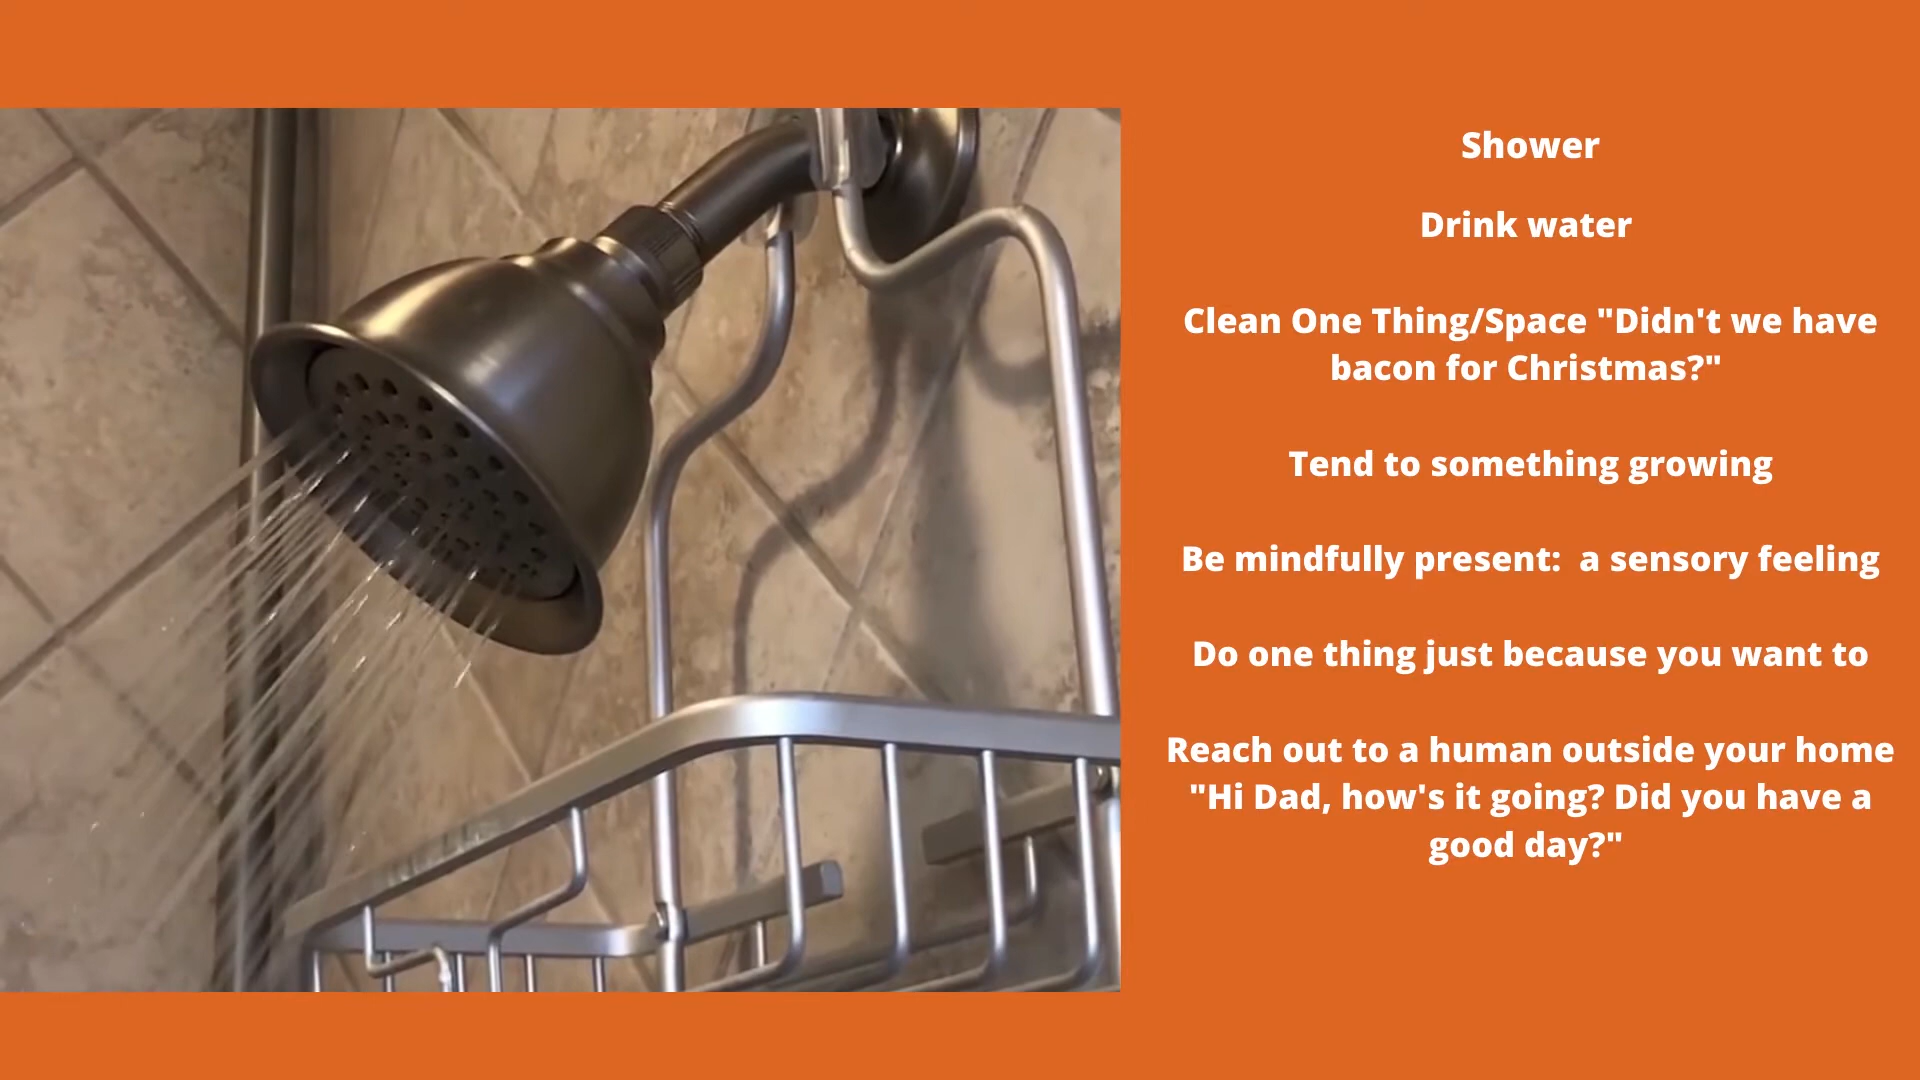 Shower
Drink water
Clean One Thing/Space "Didn't we have
bacon for Christmas?"
Tend to something growing
Be mindfully present:  a sensory feeling
Do one thing just because you want to
Reach out to a human outside your home
"Hi Dad, how's it going? Did you have a
good day?"